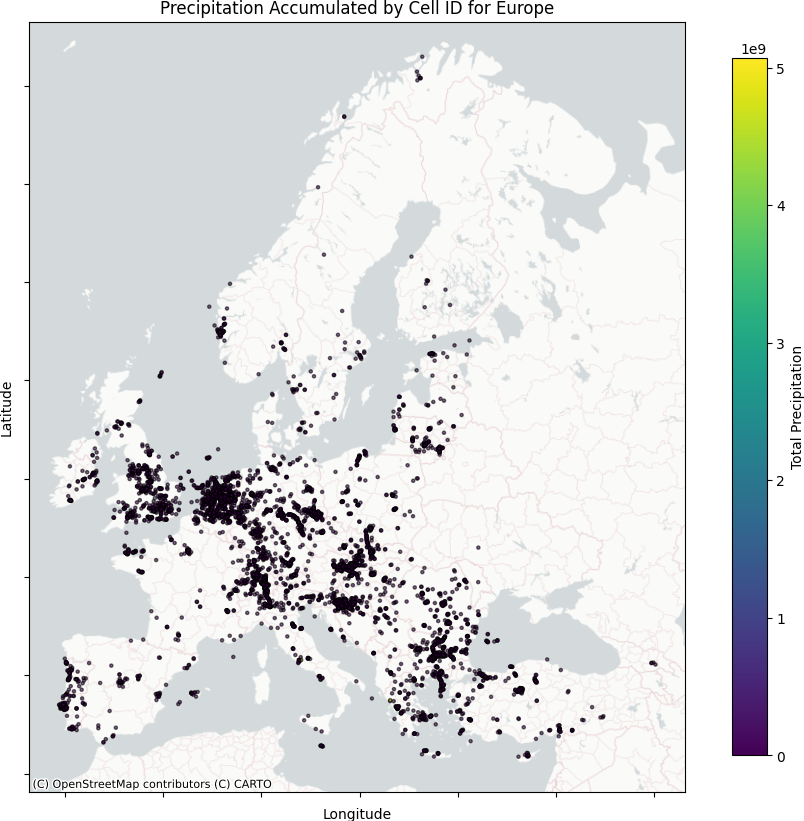 Precipitation Accumulated by Cell ID for Europe
1e9
5
4
3
2
1
0
Total Precipitation
Latitude
(C) OpenStreetMap contributors (C) CARTO
Longitude